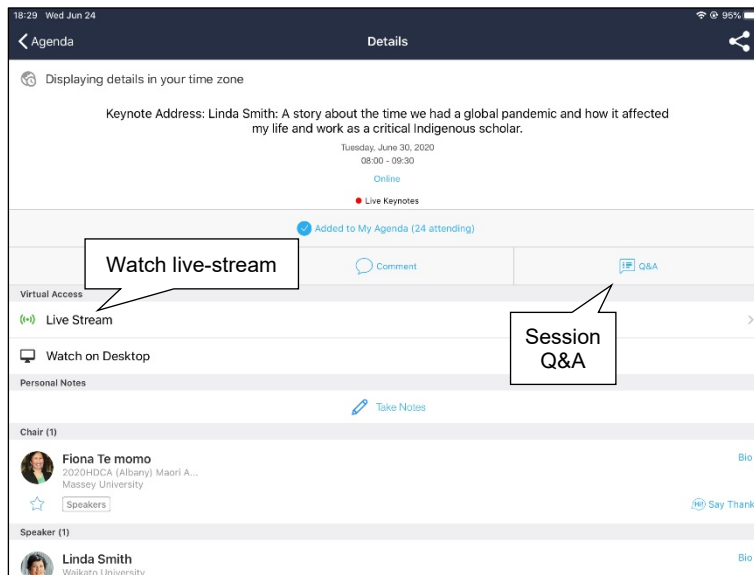 18:29 Wed Jun 24
95%
Agenda
Details
Displaying details in your time zone
Keynote Address: Linda Smith: A story about the time we had a global pandemic and how it affected
my life and work as a critical Indigenous scholar.
Tuesday, June 30, 2020
08:00 - 09:30
Online
Live Keynotes
Added to My Agenda (24 attending)
Watch live-stream
Comment
Q&A
Virtual Access
Live Stream
Session
Q&A
Watch on Desktop
Personal Notes
Take Notes
Chair (1)
Fiona Te momo
Bio
2020HDCA (Albany) Maori A...
Massey University
Speakers
Hi! Say Thank
Speaker (1)
Linda Smith
Bio
Waikato University